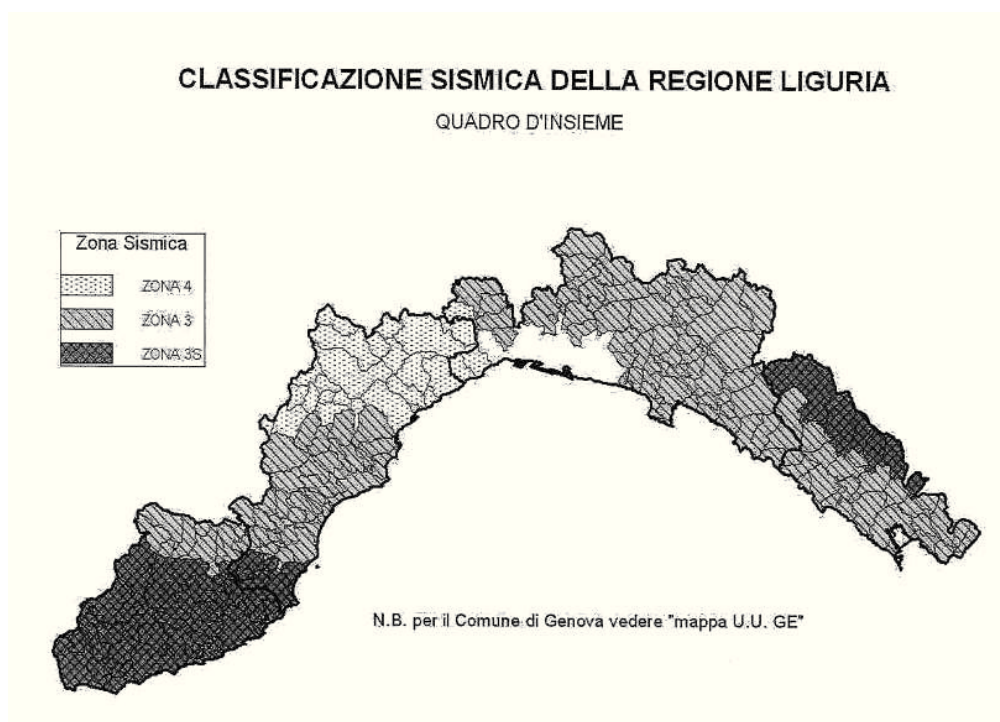 CLASSIFICAZIONE SISMICA DELLA REGIONE LIGURIA
QUADRO D'INSIEME
Zona Sismica
ZONA 4
ZONA 3
ZONA 3S
N.B. per il Comune di Genova vedere "mappa U.U. GE"